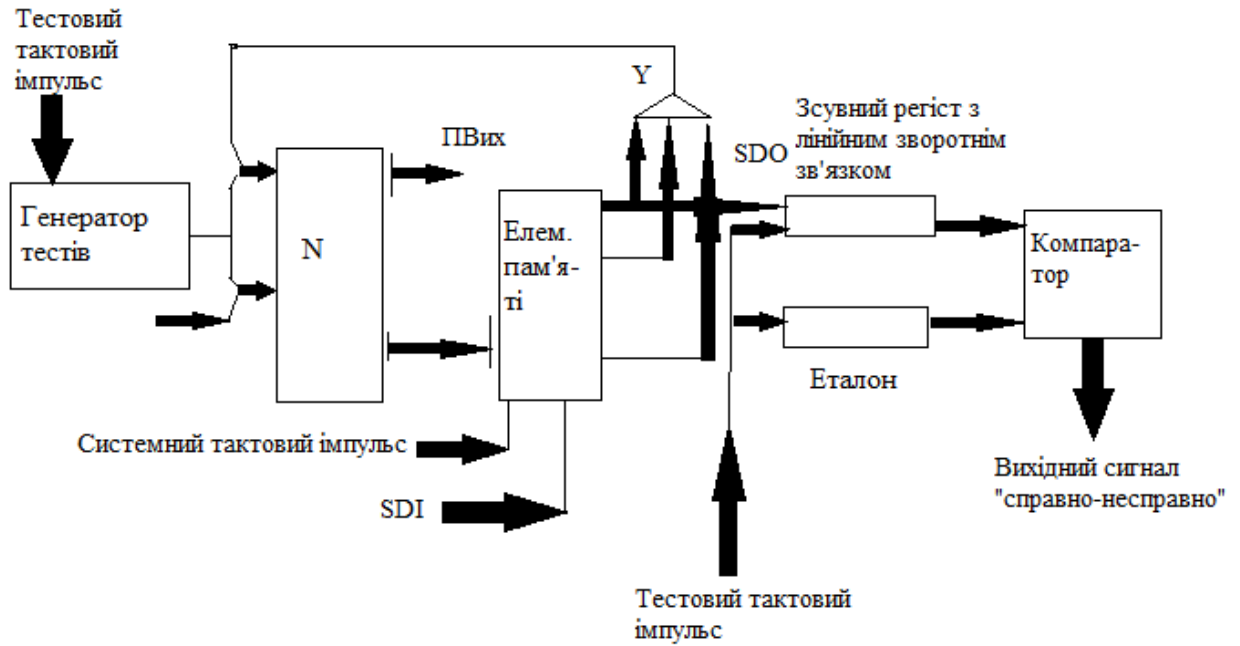 Тестовий
тактовий
імпульс
Y
ПВих
SDO
Зсувний регіст з
лінійним зворотнім
зв'язком
Генератор
тестів
N
Елем.
пам'я-
ті
Компара-
тор
Еталон
Системний тактовий імпульс
SDI
Вихідний сигнал
"справно-несправно"
Тестовий тактовий
імпульс